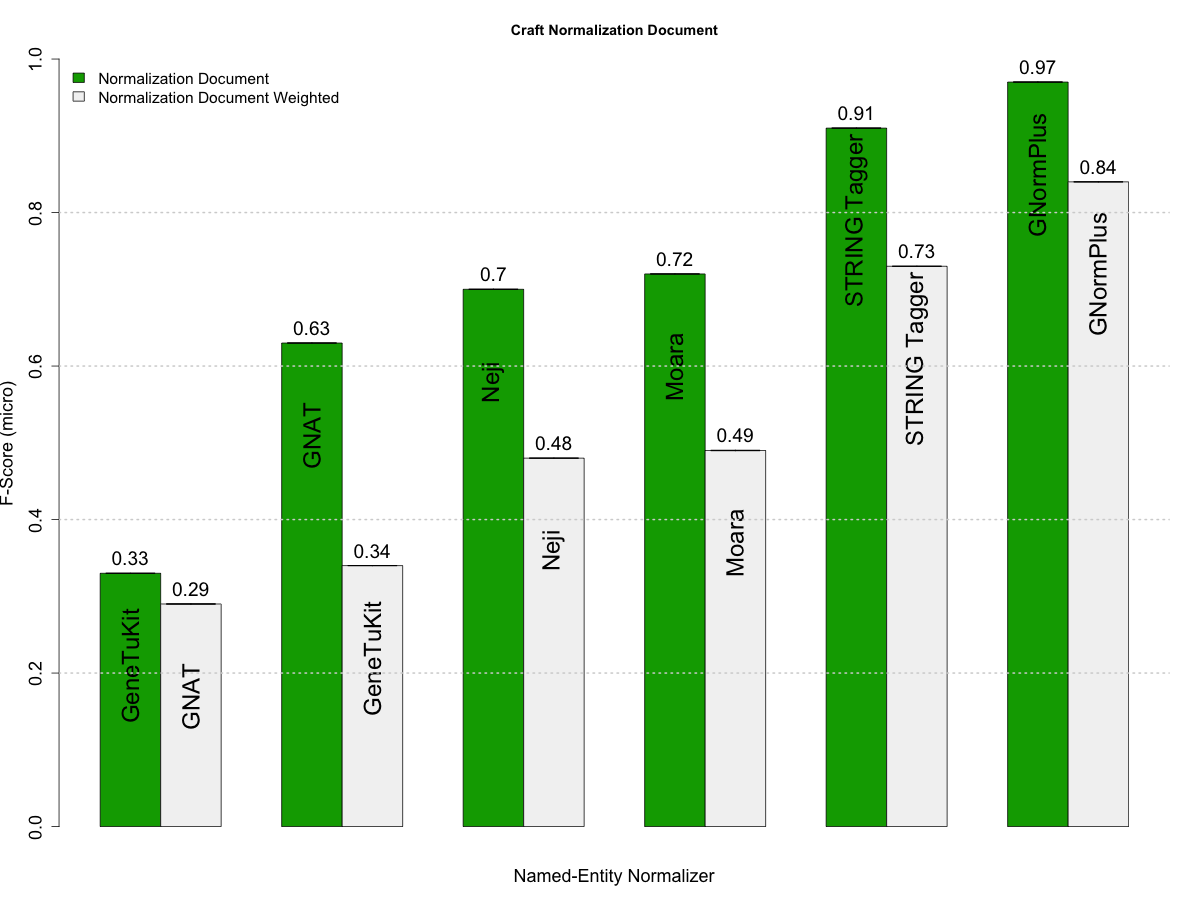 Craft Normalization Document
Normalization Document
Normalization Document Weighted
F-Score (micro)
1.0
0.8
0.6
0.4
0.2
0.0
0.33
GeneTuKit
0.29
GNAT
0.63
GNAT
0.34
GeneTuKit
0.7
Neji
0.48
Neji
0.72
Moara
0.49
Moara
0.91
STRING Tagger
0.73
STRING Tagger
0.97
GNormPlus
0.84
GNormPlus
Named-Entity Normalizer